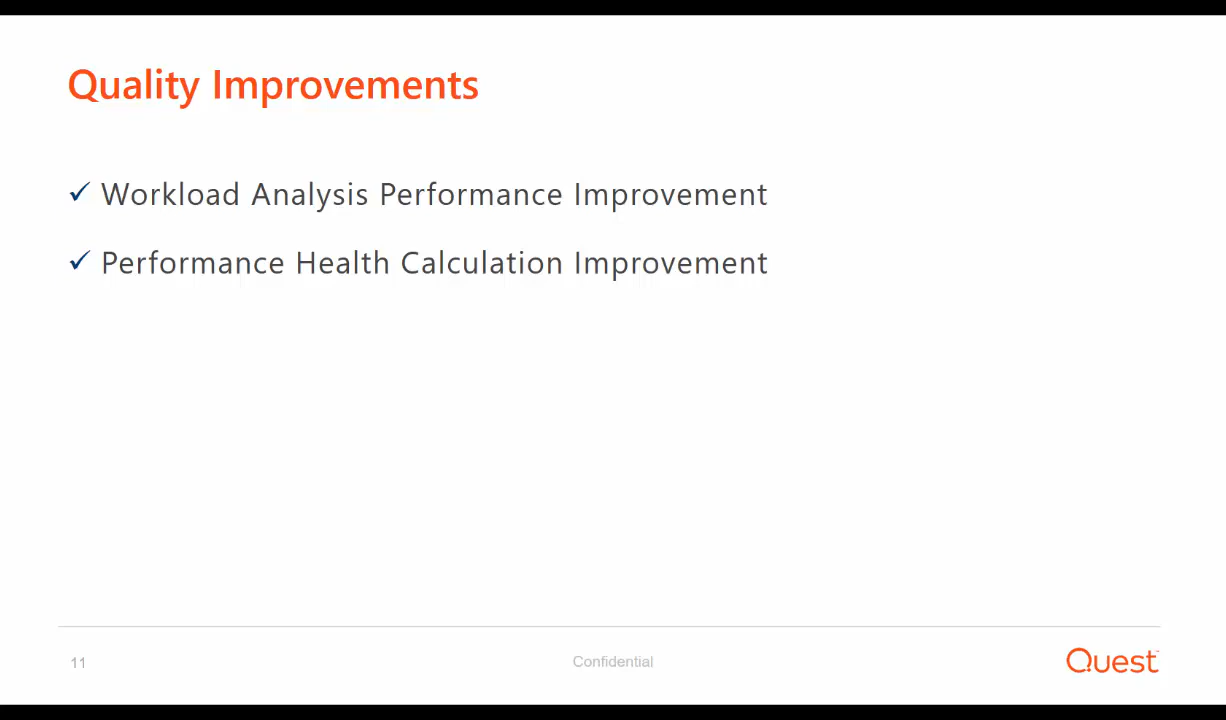 Quality Improvements
✓ Workload Analysis Performance Improvement
✓ Performance Health Calculation Improvement
11
Confidential
Quest